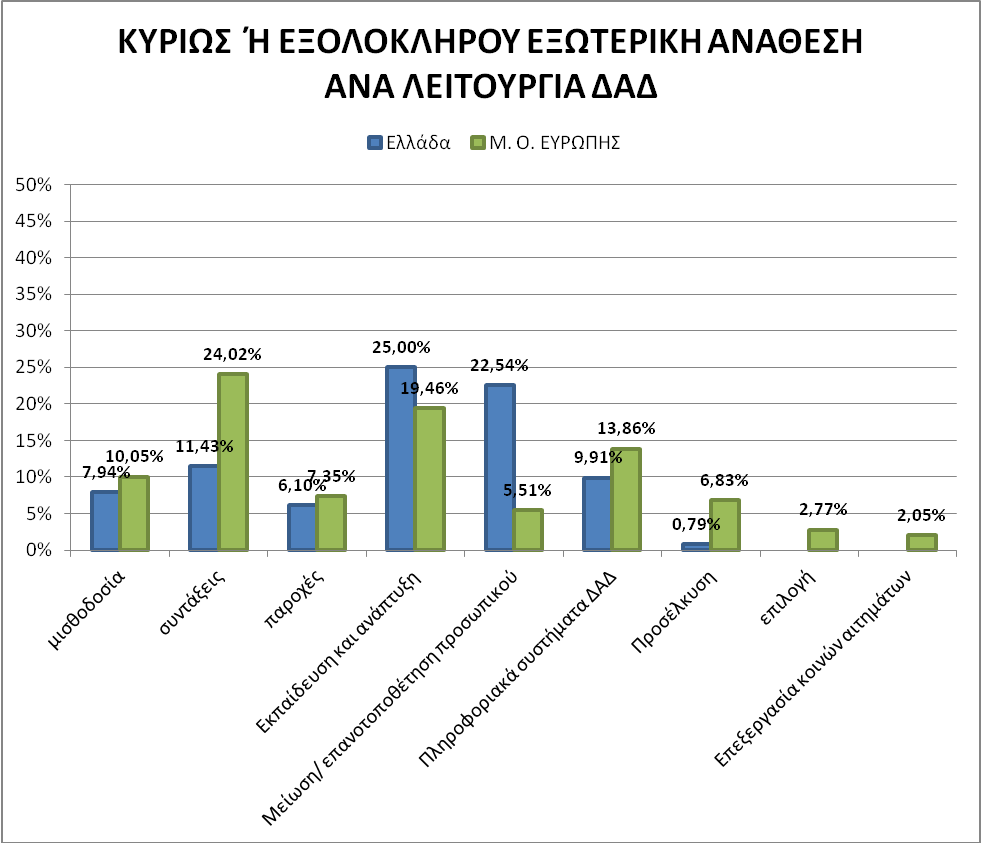 ΚΥΡΙΩΣ Ή ΕΞΟΛΟΚΛΗΡΟΥ ΕΞΩΤΕΡΙΚΗ ΑΝΑΘΕΣΗ
ΑΝΑ ΛΕΙΤΟΥΡΓΙΑ ΔΑΔ
Ελλάδα Μ. Ο. ΕΥΡΩΠΗΣ
50%
45%
40%
35%
30%
25%
20%
15%
10%
5%
0%
7,94% 10,05%
11,43% 24,02%
6,10% 7,35%
25,00% 19,46%
22,54% 5,51%
9,91% 13,86%
0,79% 6,83%
2,77%
2,05%
μισθοδοσία
συντάξεις
παροχές
Εκπαίδευση και ανάπτυξη
Μείωση/ επανοτοποθέτηση προσωπικού
Πληροφοριακά συστήματα ΔΑΔ
Προσέλκυση
επιλογή
Επεξεργασία κοινών αιτημάτων